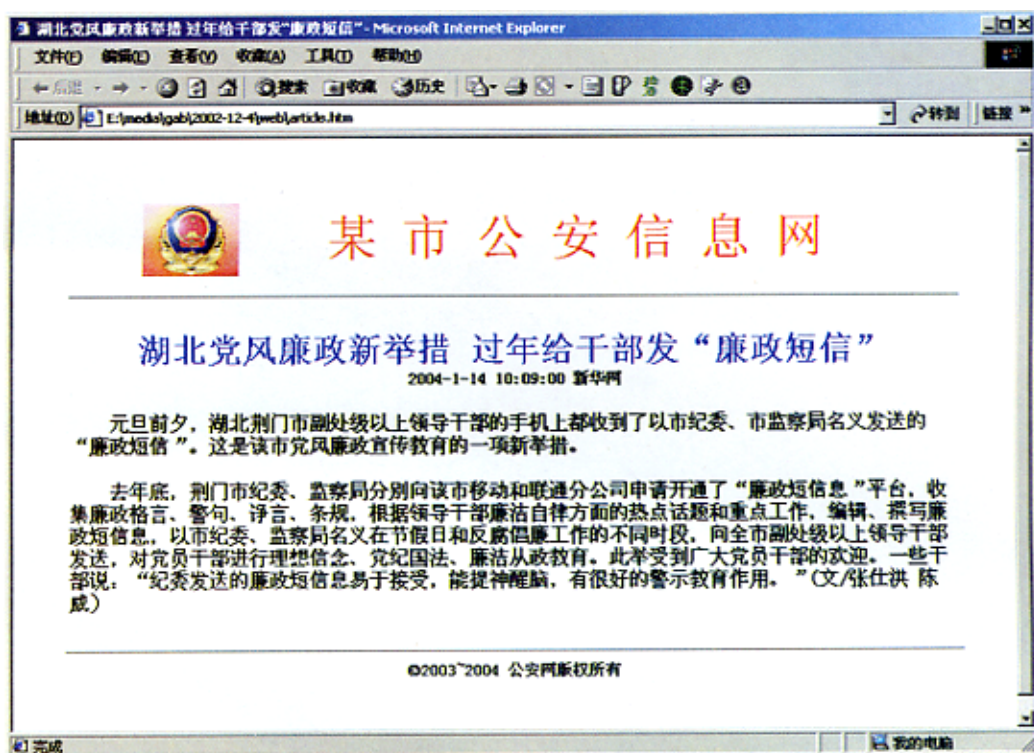 湖北党风廉政新举措 过年给干部发“廉政短信” - Microsoft Internet Explorer
文件(F) 编辑(E) 查看(V) 收藏(A) 工具(T) 帮助(H)
后退 搜索 收藏 历史
地址(D) E:\media\gab\2002-12-4\web\article.htm 转到 链接 »
某市公安信息网
湖北党风廉政新举措 过年给干部发“廉政短信”
2004-1-14 10:09:00 新华网
元旦前夕，湖北荆门市副处级以上领导干部的手机上都收到了以市纪委、市监察局名义发送的
“廉政短信”。这是该市党风廉政宣传教育的一项新举措。
去年底，荆门市纪委、监察局分别向该市移动和联通分公司申请开通了“廉政短信息”平台，收
集廉政格言、警句、诤言、条规，根据领导干部廉洁自律方面的热点话题和重点工作，编辑、撰写廉
政短信息，以市纪委、监察局名义在节假日和反腐倡廉工作的不同时段，向全市副处级以上领导干部
发送，对党员干部进行理想信念、党纪国法、廉洁从政教育。此举受到广大党员干部的欢迎。一些干
部说：“纪委发送的廉政短信息易于接受，能提神醒脑，有很好的警示教育作用。”（文/张仕洪 陈
威）
©2003~2004 公安网版权所有
完成 我的电脑